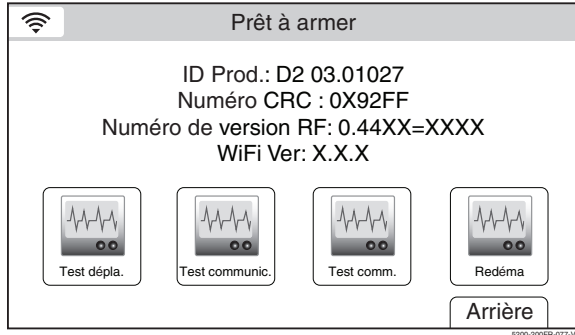 Prêt à armer
ID Prod.: D2 03.01027
Numéro CRC : 0X92FF
Numéro de version RF: 0.44XX=XXXX
WiFi Ver: X.X.X
Test dépla.
Test communic.
Test comm.
Redéma
Arrière